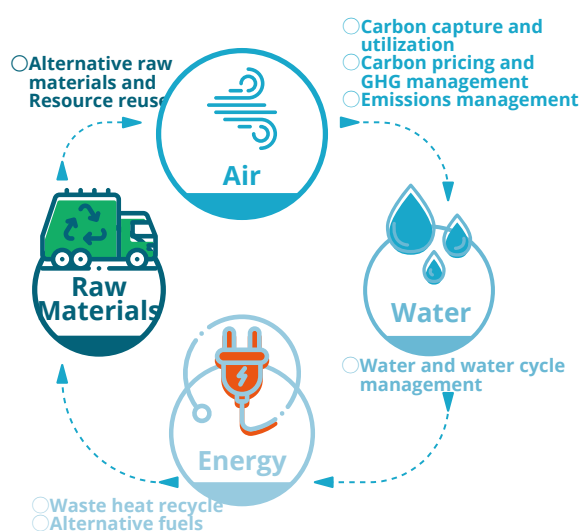 ○Carbon capture and
utilization
○Carbon pricing and
GHG management
○Emissions management
○Alternative raw
materials and
Resource reuse
Air
Raw
Materials
Water
○Water and water cycle
management
Energy
○Waste heat recycle
○Alternative fuels